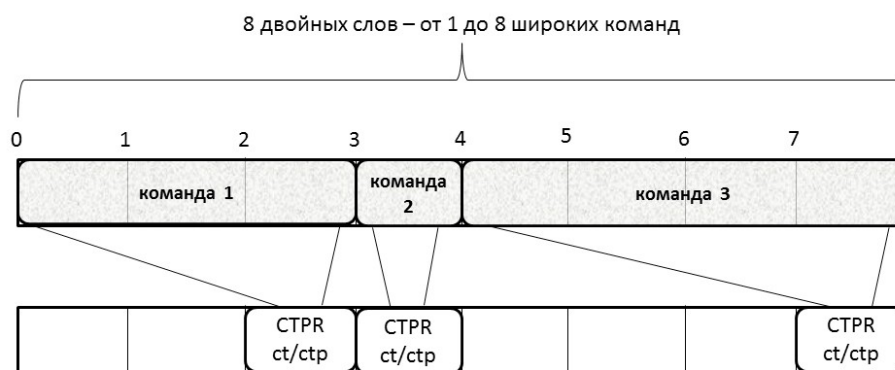 8 двойных слов – от 1 до 8 широких команд
0 1 2 3 4 5 6 7
команда 1
команда
2
команда 3
CTPR
ct/ctp
CTPR
ct/ctp
CTPR
ct/ctp